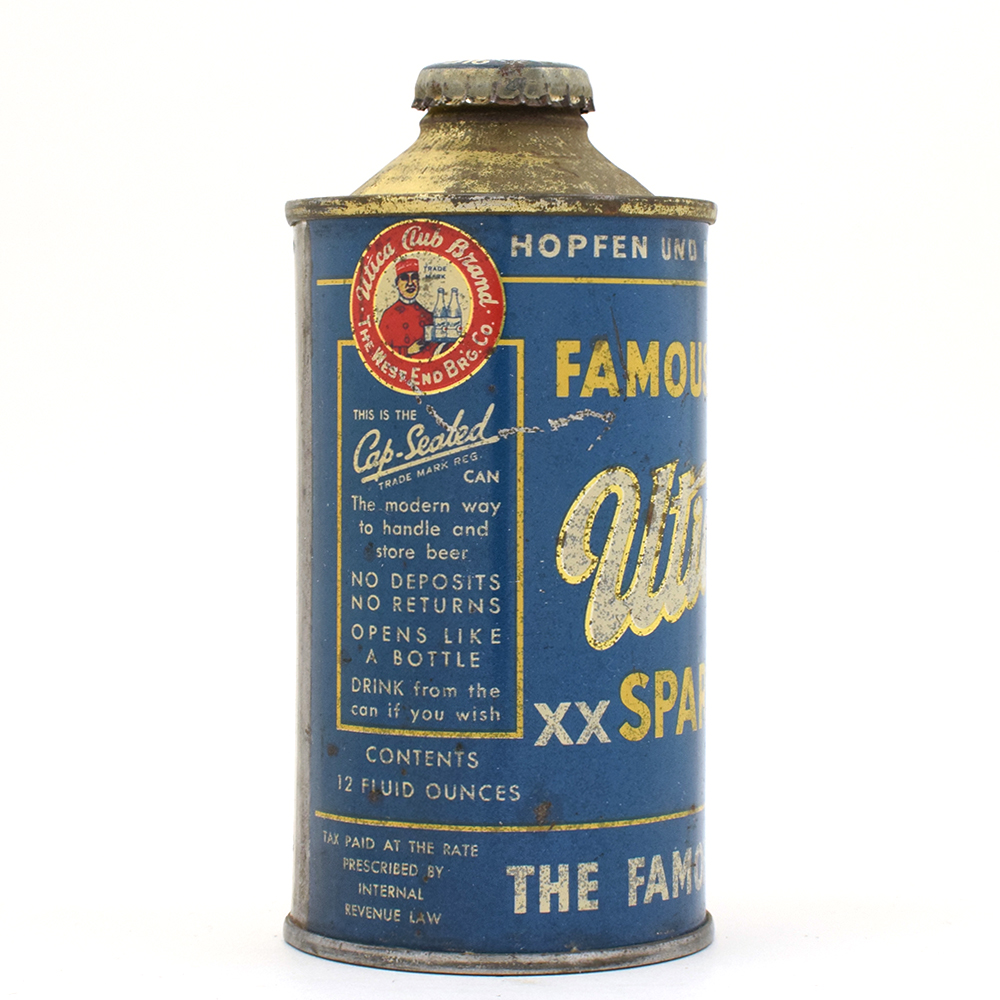 Utica Club Brand
TRADE
MARK
THE WEST END BR'G. CO.
HOPFEN UND
THIS IS THE
Cap-Sealed
TRADE MARK REG.
CAN
The modern way
to handle and
store beer
NO DEPOSITS
NO RETURNS
OPENS LIKE
A BOTTLE
DRINK from the
can if you wish
CONTENTS
12 FLUID OUNCES
TAX PAID AT THE RATE
PRESCRIBED BY
INTERNAL
REVENUE LAW
FAMOUS
Uti
XX SPAR
THE FAMO